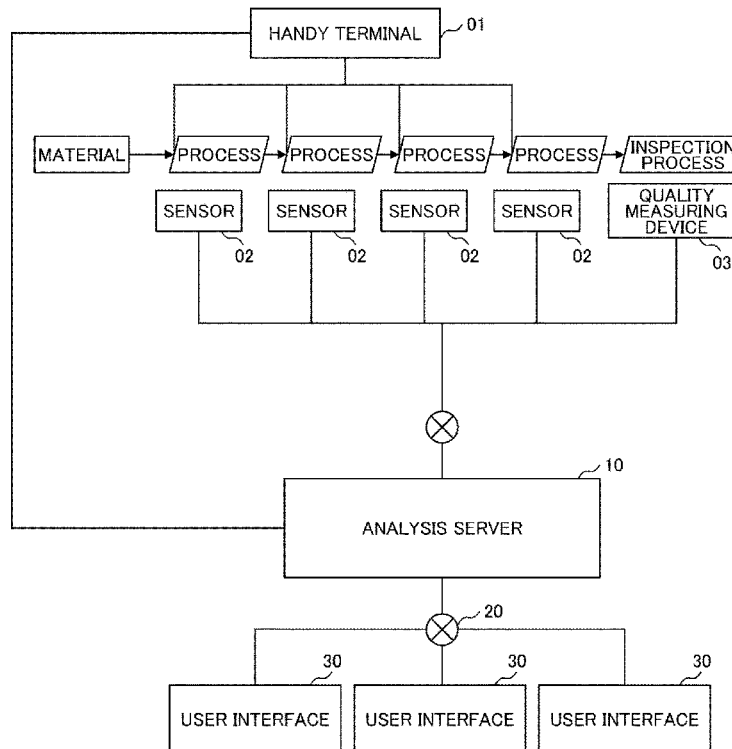 HANDY TERMINAL
01
MATERIAL
PROCESS
PROCESS
PROCESS
PROCESS
INSPECTION
PROCESS
SENSOR
SENSOR
SENSOR
SENSOR
QUALITY
MEASURING
DEVICE
02
02
02
02
03
10
ANALYSIS SERVER
20
30
30
30
USER INTERFACE
USER INTERFACE
USER INTERFACE